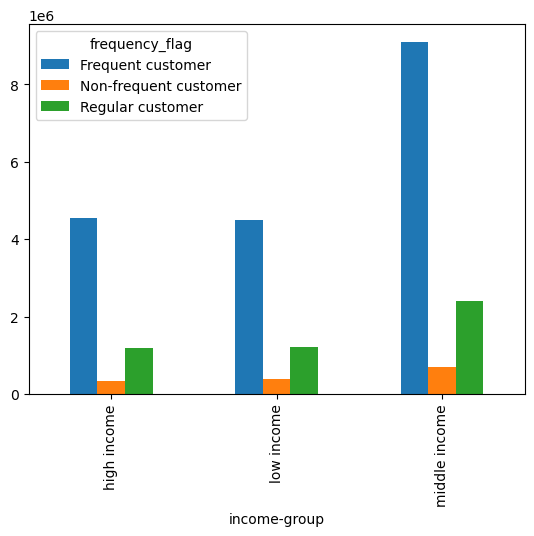 1e6
frequency_flag
Frequent customer
Non-frequent customer
Regular customer
8
6
4
2
0
high income
low income
middle income
income-group